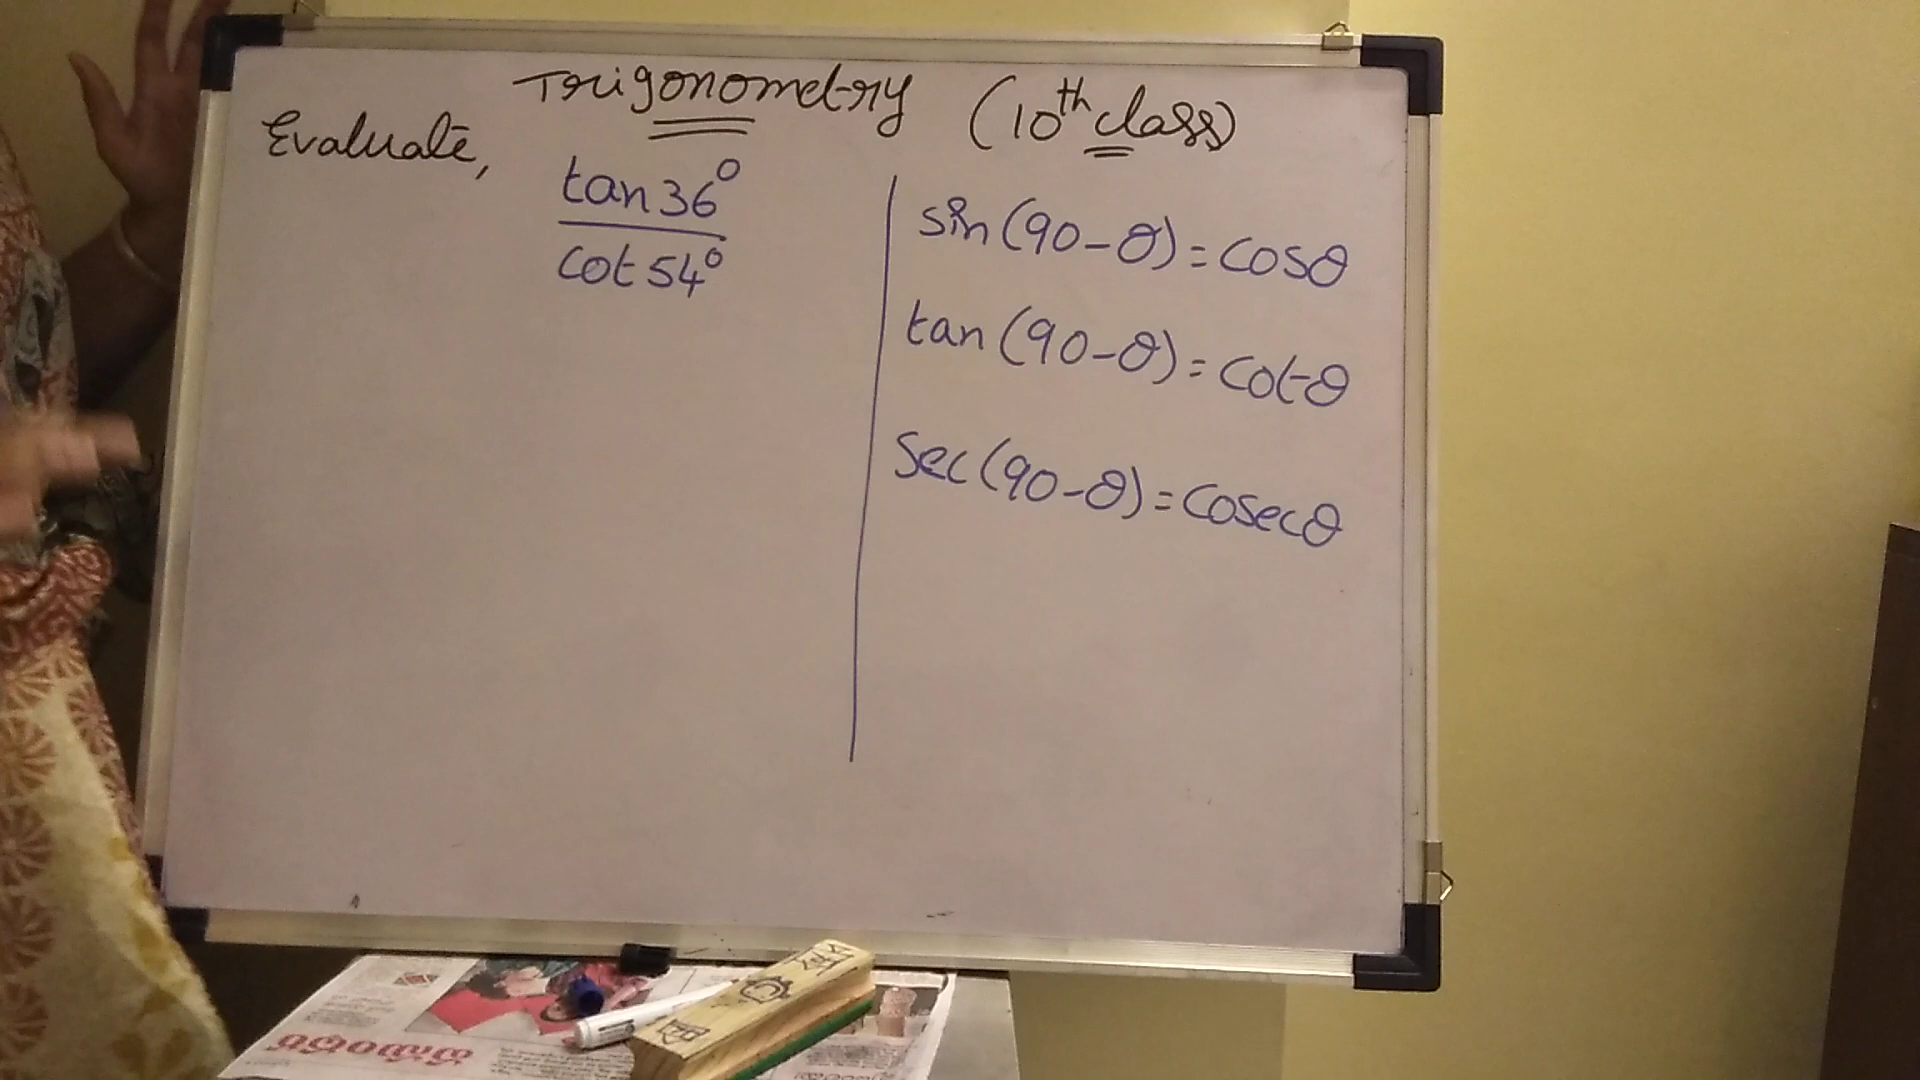 Trigonometry (10th class)
Evaluate,
tan 36°
cot 54°
sin (90-θ) = cosθ
tan (90-θ) = cotθ
sec (90-θ) = cosecθ